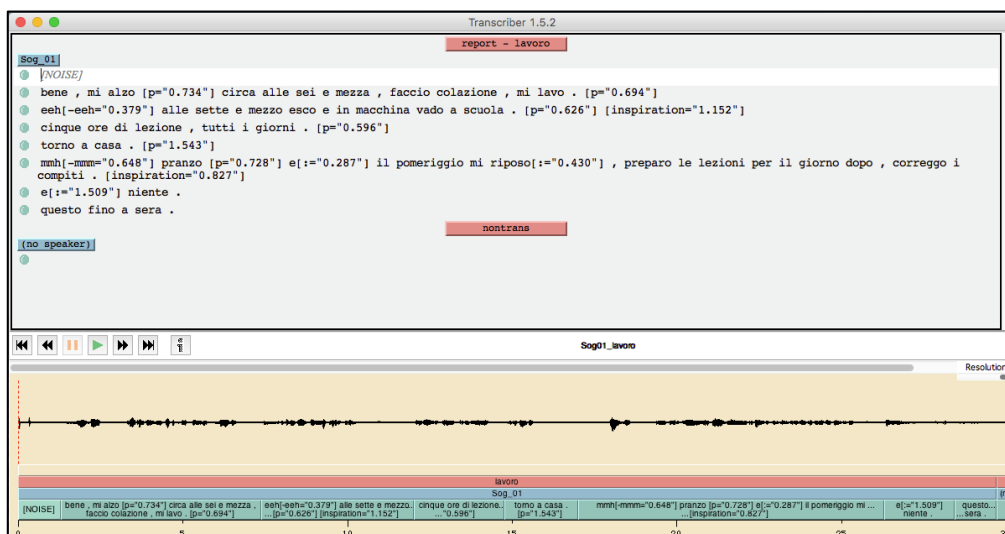 Transcriber 1.5.2
report - lavoro
Sog_01
[NOISE]
bene , mi alzo [p="0.734"] circa alle sei e mezza , faccio colazione , mi lavo . [p="0.694"]
eeh[-eeh="0.379"] alle sette e mezzo esco e in macchina vado a scuola . [p="0.626"] [inspiration="1.152"]
cinque ore di lezione , tutti i giorni . [p="0.596"]
torno a casa . [p="1.543"]
mmh[-mmm="0.648"] pranzo [p="0.728"] e[:="0.287"] il pomeriggio mi riposo[:="0.430"] , preparo le lezioni per il giorno dopo , correggo i
compiti . [inspiration="0.827"]
e[:="1.509"] niente .
questo fino a sera .
nontrans
(no speaker)
Sog01_lavoro
Resolution
lavoro
Sog_01
[NOISE]
bene , mi alzo [p="0.734"] circa alle sei e mezza ,
faccio colazione , mi lavo . [p="0.694"]
eeh[-eeh="0.379"] alle sette e mezzo.
...[p="0.626"] [inspiration="1.152"]
cinque ore di lezione..
..."0.596"]
torno a casa .
[p="1.543"]
mmh[-mmm="0.648"] pranzo [p="0.728"] e[:="0.287"] il pomeriggio mi ...
...[inspiration="0.827"]
e[:="1.509"]
niente .
questo...
...sera .
0 5 10 15 20 25